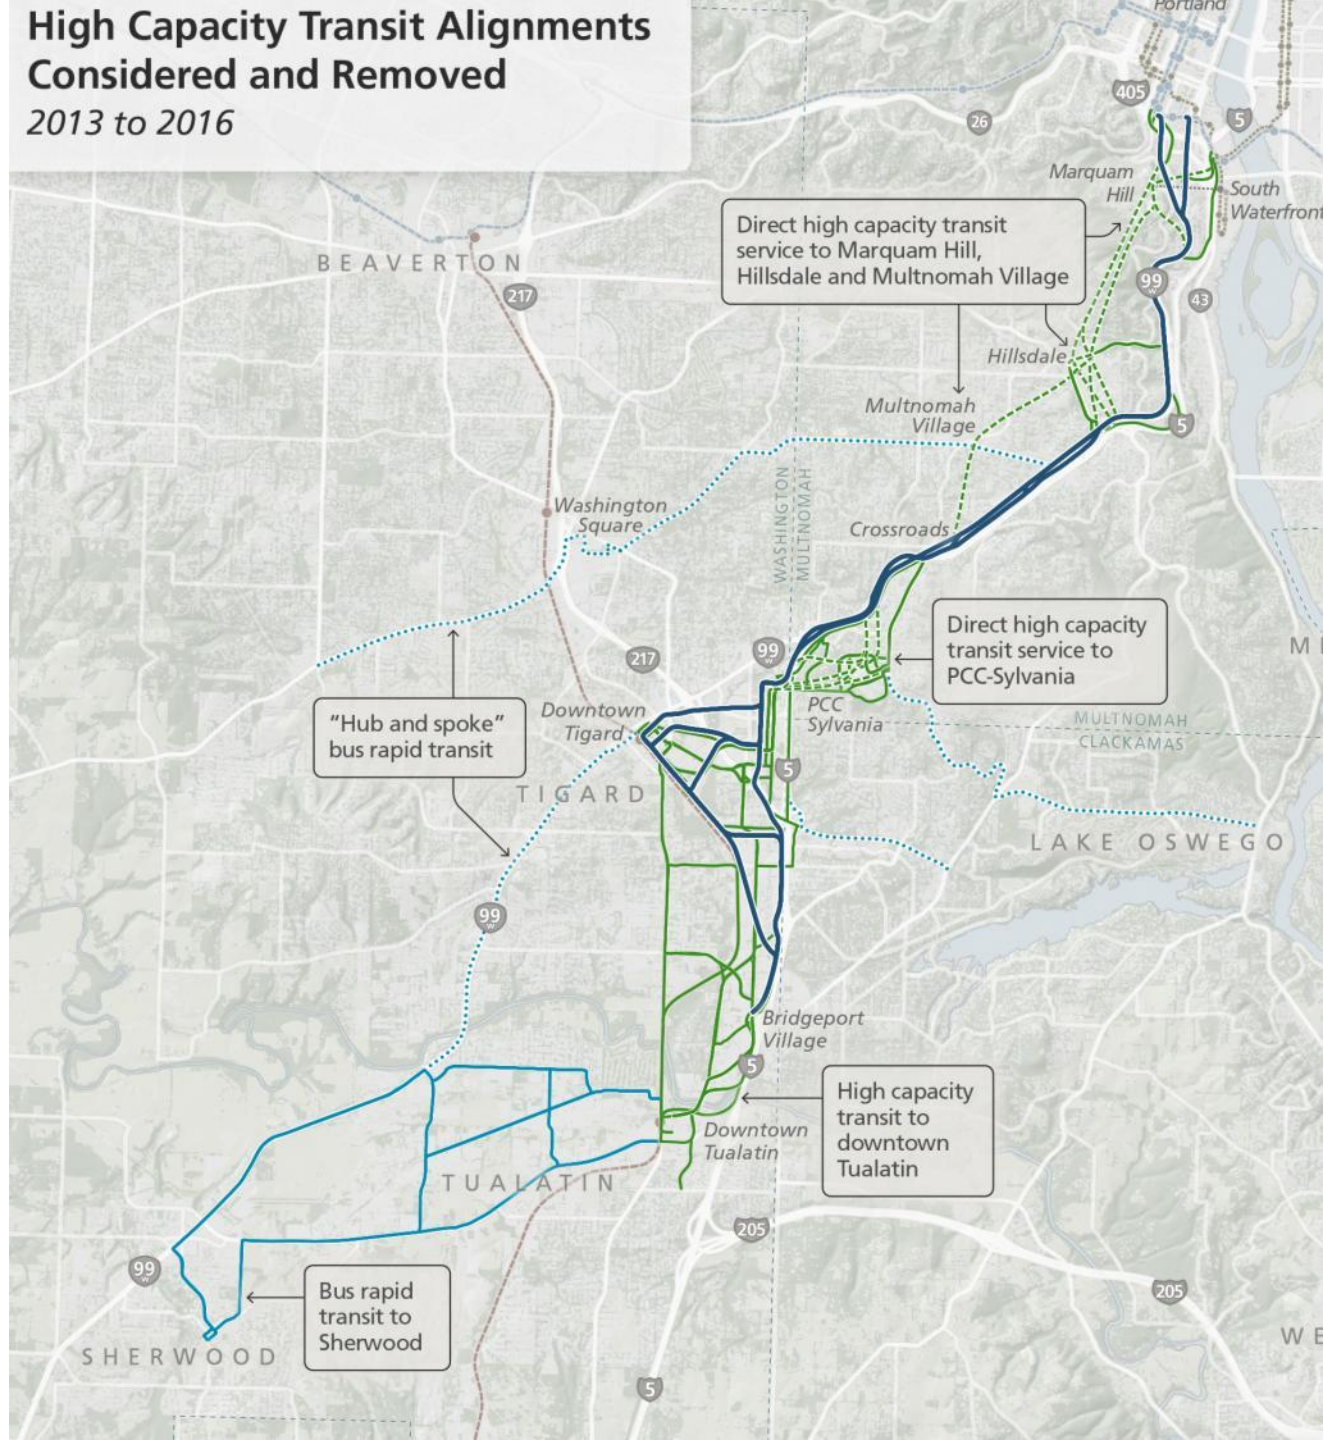 High Capacity Transit Alignments
Considered and Removed
2013 to 2016
Portland
405
26
5
Marquam
Hill
South
Waterfront
Direct high capacity transit
service to Marquam Hill,
Hillsdale and Multnomah Village
BEAVERTON
217
99
W
43
Hillsdale
Multnomah
Village
5
WASHINGTON
MULTNOMAH
Washington
Square
Crossroads
Direct high capacity
transit service to
PCC-Sylvania
217
99
W
"Hub and spoke"
bus rapid transit
Downtown
Tigard
PCC
Sylvania
MULTNOMAH
CLACKAMAS
5
TIGARD
LAKE OSWEGO
99
W
Bridgeport
Village
5
High capacity
transit to
downtown
Tualatin
Downtown
Tualatin
TUALATIN
205
99
W
205
Bus rapid
transit to
Sherwood
SHERWOOD
WE
5